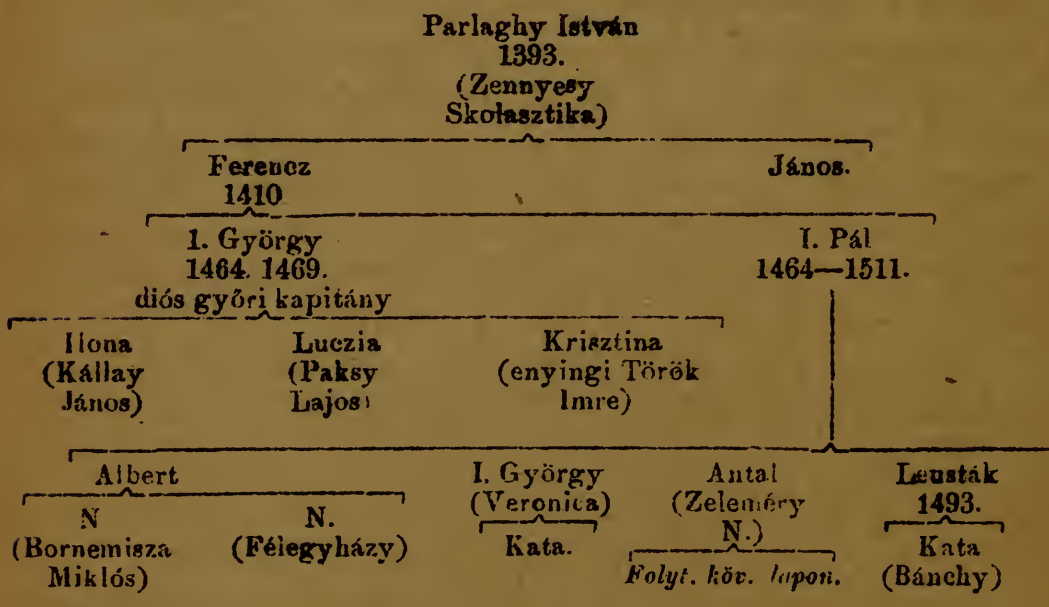 Parlaghy István
1393.
(Zennyesy
Skolasztika)
Ferencz János.
1410
1. György I. Pál
1464. 1469. 1464—1511.
diós győri kapitány
Ilona Luczia Krisztina
(Kállay (Paksy (enyingi Török
János) Lajos) Imre)
Albert I. György Antal Leusták
(Veronica) (Zelemény 1493.
N N. Kata. N.) Kata
(Bornemisza (Félegyházy) Folyt. köv. lapon. (Bánchy)
Miklós)